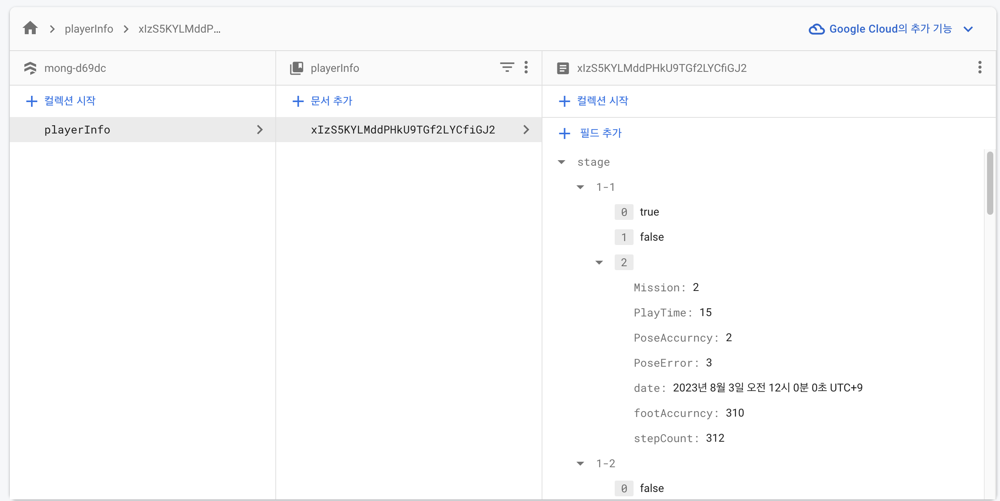 playerInfo
xIzS5KYLMddP...
Google Cloud의 추가 기능
mong-d69dc
playerInfo
xIzS5KYLMddPHkU9TGf2LYCfiGJ2
컬렉션 시작
문서 추가
컬렉션 시작
playerInfo
xIzS5KYLMddPHkU9TGf2LYCfiGJ2
필드 추가
stage
1-1
0 true
1 false
2
Mission: 2
PlayTime: 15
PoseAccurncy: 2
PoseError: 3
date: 2023년 8월 3일 오전 12시 0분 0초 UTC+9
footAccurncy: 310
stepCount: 312
1-2
0 false